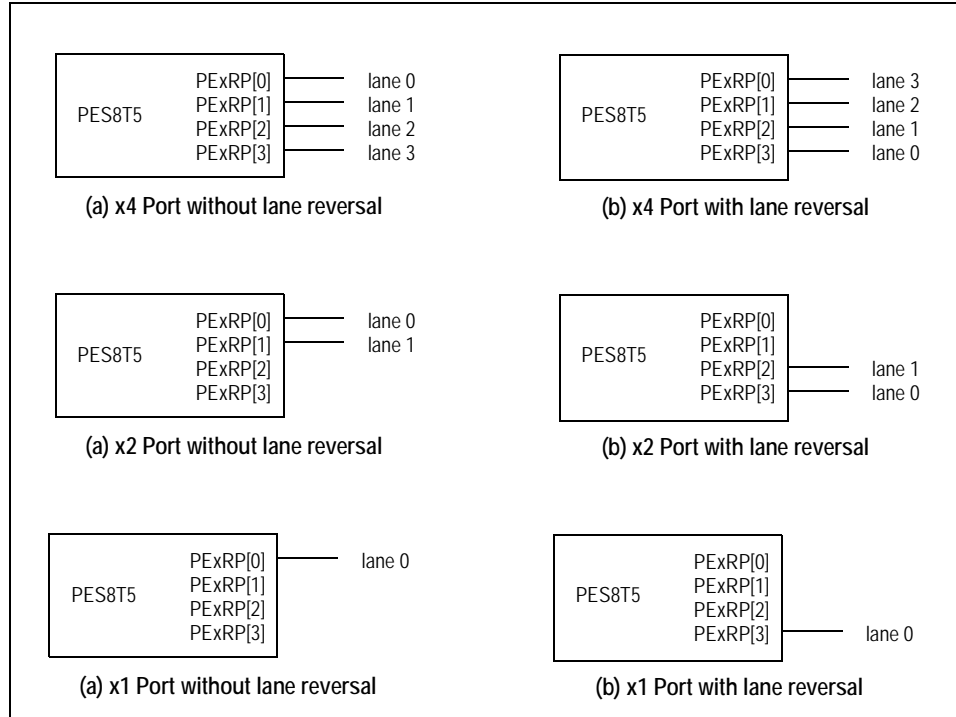 PES8T5
PExRP[0] lane 0
PExRP[1] lane 1
PExRP[2] lane 2
PExRP[3] lane 3
(a) x4 Port without lane reversal
PES8T5
PExRP[0] lane 3
PExRP[1] lane 2
PExRP[2] lane 1
PExRP[3] lane 0
(b) x4 Port with lane reversal
PES8T5
PExRP[0] lane 0
PExRP[1] lane 1
PExRP[2]
PExRP[3]
(a) x2 Port without lane reversal
PES8T5
PExRP[0]
PExRP[1]
PExRP[2] lane 1
PExRP[3] lane 0
(b) x2 Port with lane reversal
PES8T5
PExRP[0] lane 0
PExRP[1]
PExRP[2]
PExRP[3]
(a) x1 Port without lane reversal
PES8T5
PExRP[0]
PExRP[1]
PExRP[2]
PExRP[3] lane 0
(b) x1 Port with lane reversal